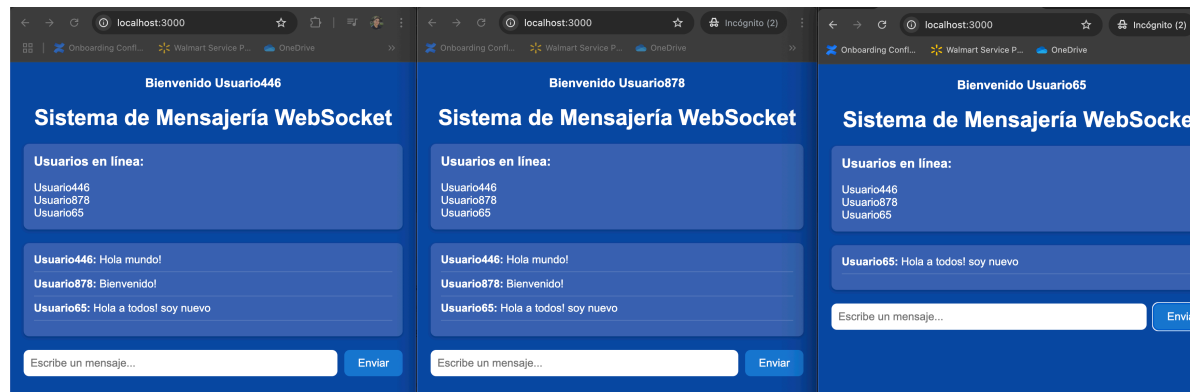 localhost:3000
Onboarding Confl... Walmart Service P... OneDrive
Bienvenido Usuario446
Sistema de Mensajería WebSocket
Usuarios en línea:
Usuario446
Usuario878
Usuario65
Usuario446: Hola mundo!
Usuario878: Bienvenido!
Usuario65: Hola a todos! soy nuevo
Escribe un mensaje... Enviar
localhost:3000 Incógnito (2)
Onboarding Confl... Walmart Service P... OneDrive
Bienvenido Usuario878
Sistema de Mensajería WebSocket
Usuarios en línea:
Usuario446
Usuario878
Usuario65
Usuario446: Hola mundo!
Usuario878: Bienvenido!
Usuario65: Hola a todos! soy nuevo
Escribe un mensaje... Enviar
localhost:3000 Incógnito (2)
Onboarding Confl... Walmart Service P... OneDrive
Bienvenido Usuario65
Sistema de Mensajería WebSocke
Usuarios en línea:
Usuario446
Usuario878
Usuario65
Usuario65: Hola a todos! soy nuevo
Escribe un mensaje... Envia